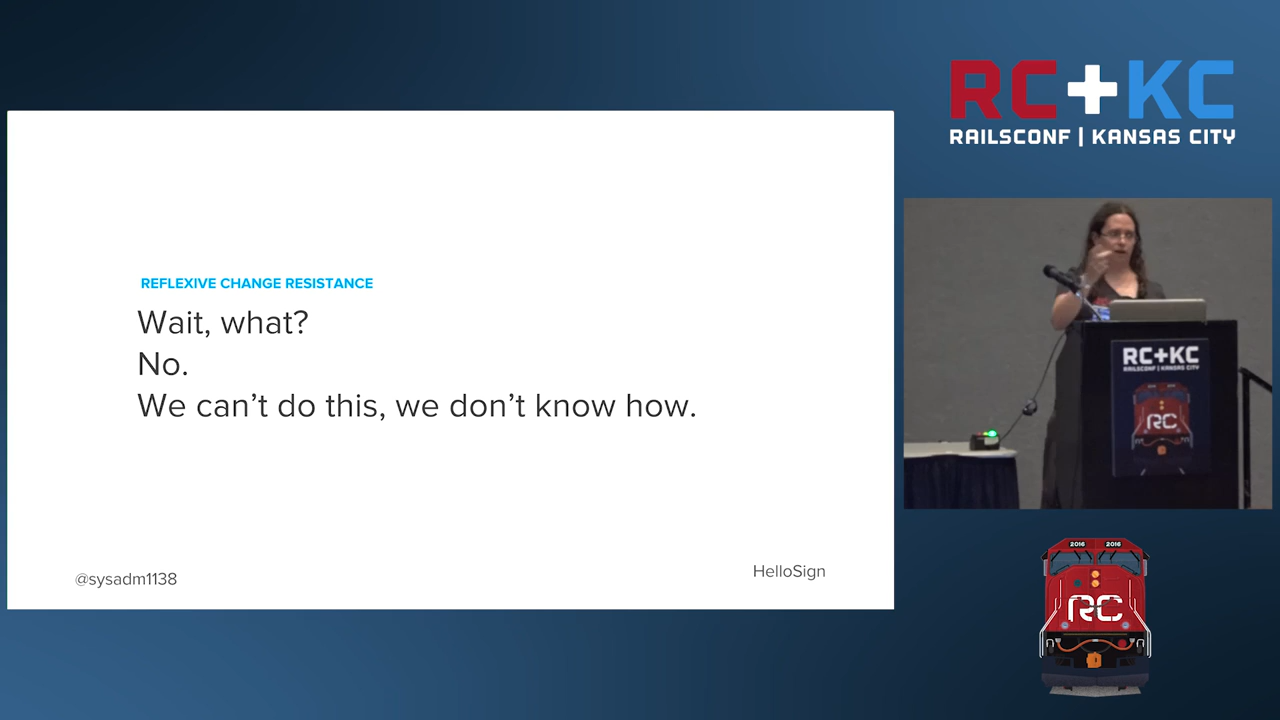 RC+KC
RAILSCONF | KANSAS CITY
REFLEXIVE CHANGE RESISTANCE
Wait, what?
No.
We can’t do this, we don’t know how.
@sysadm1138
HelloSign
RC+KC
RAILSCONF | KANSAS CITY
RC
2016
2016
RC